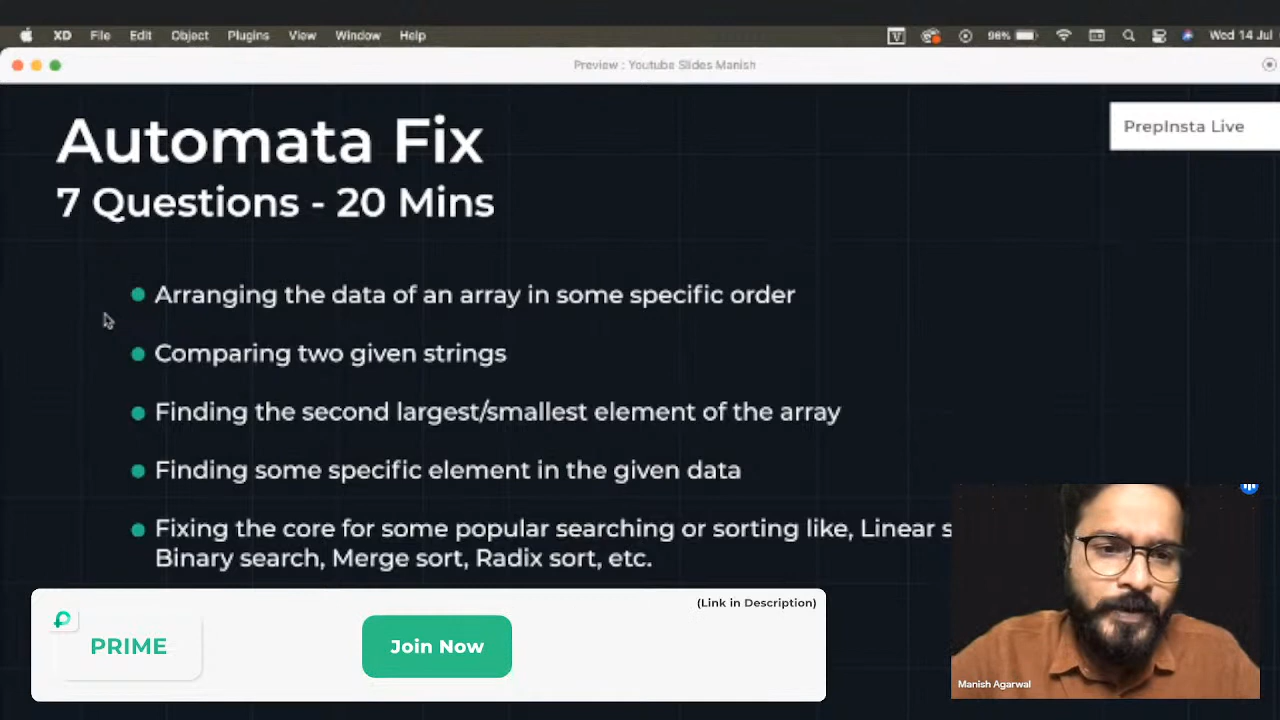 XD File Edit Object Plugins View Window Help 98% Wed 14 Jul
Preview : Youtube Slides Manish
Automata Fix
PrepInsta Live
7 Questions - 20 Mins
Arranging the data of an array in some specific order
Comparing two given strings
Finding the second largest/smallest element of the array
Finding some specific element in the given data
Fixing the core for some popular searching or sorting like, Linear
Binary search, Merge sort, Radix sort, etc.
(Link in Description)
PRIME
Join Now
Manish Agarwal